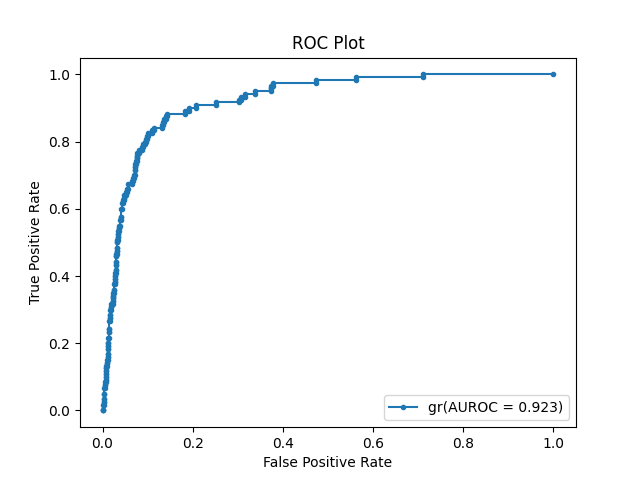 ROC Plot
1.0
0.8
0.6
0.4
0.2
0.0
True Positive Rate
gr(AUROC = 0.923)
0.0 0.2 0.4 0.6 0.8 1.0
False Positive Rate